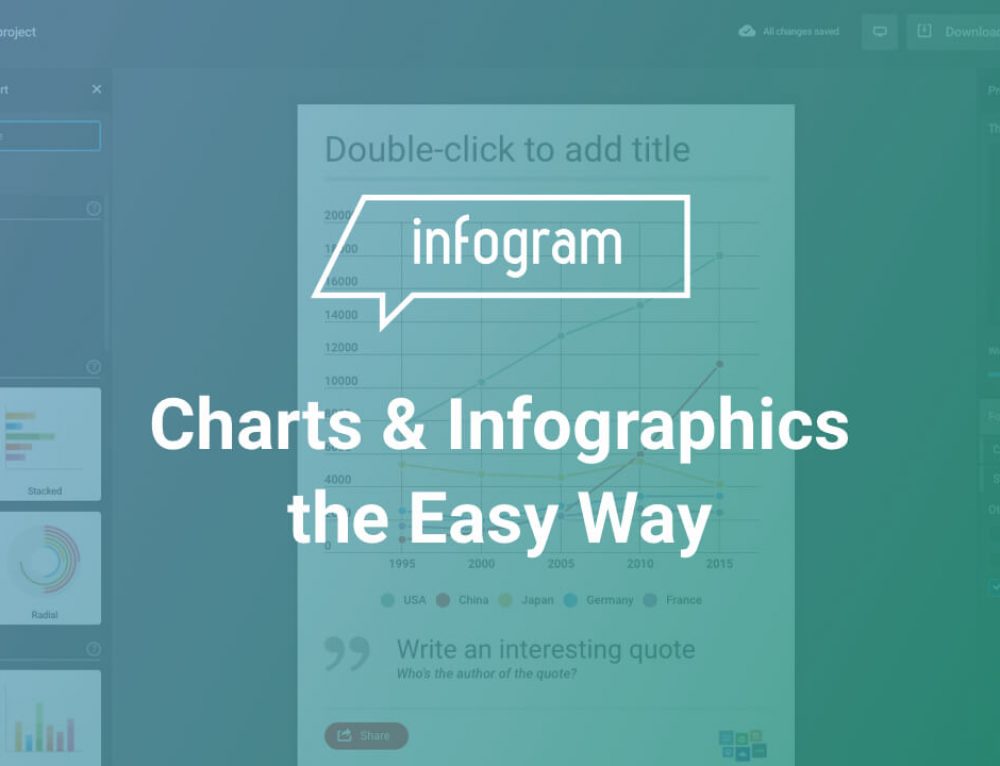 project
All changes saved
Download
rt
Double-click to add title
infogram
14000
12000
10000
Charts & Infographics
the Easy Way
4000
0
1995 2000 2005 2010 2015
USA China Japan Germany France
Stacked
Radial
Write an interesting quote
Who's the author of the quote?
Share